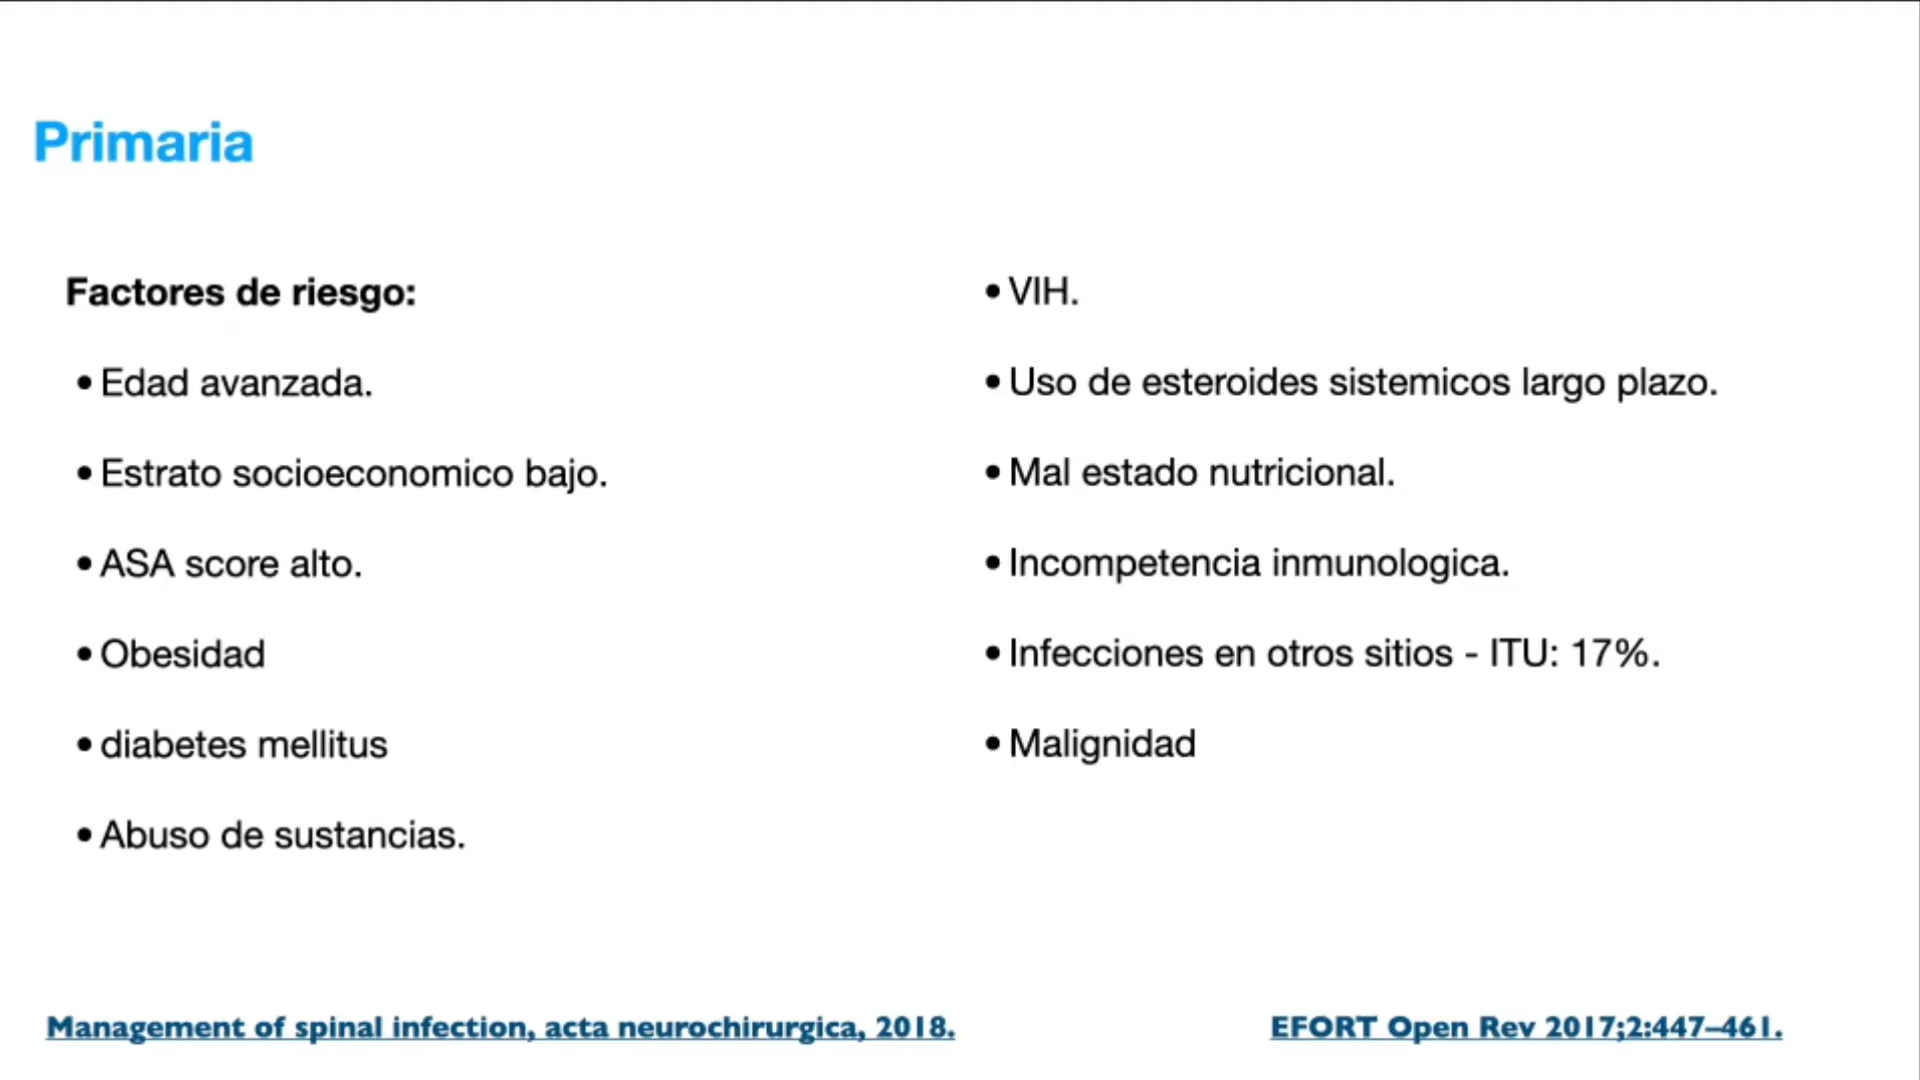 Primaria
Factores de riesgo:
• Edad avanzada.
• Estrato socioeconomico bajo.
• ASA score alto.
• Obesidad
• diabetes mellitus
• Abuso de sustancias.
• VIH.
• Uso de esteroides sistemicos largo plazo.
• Mal estado nutricional.
• Incompetencia inmunologica.
• Infecciones en otros sitios - ITU: 17%.
• Malignidad
Management of spinal infection, acta neurochirurgica, 2018.
EFORT Open Rev 2017;2:447–461.